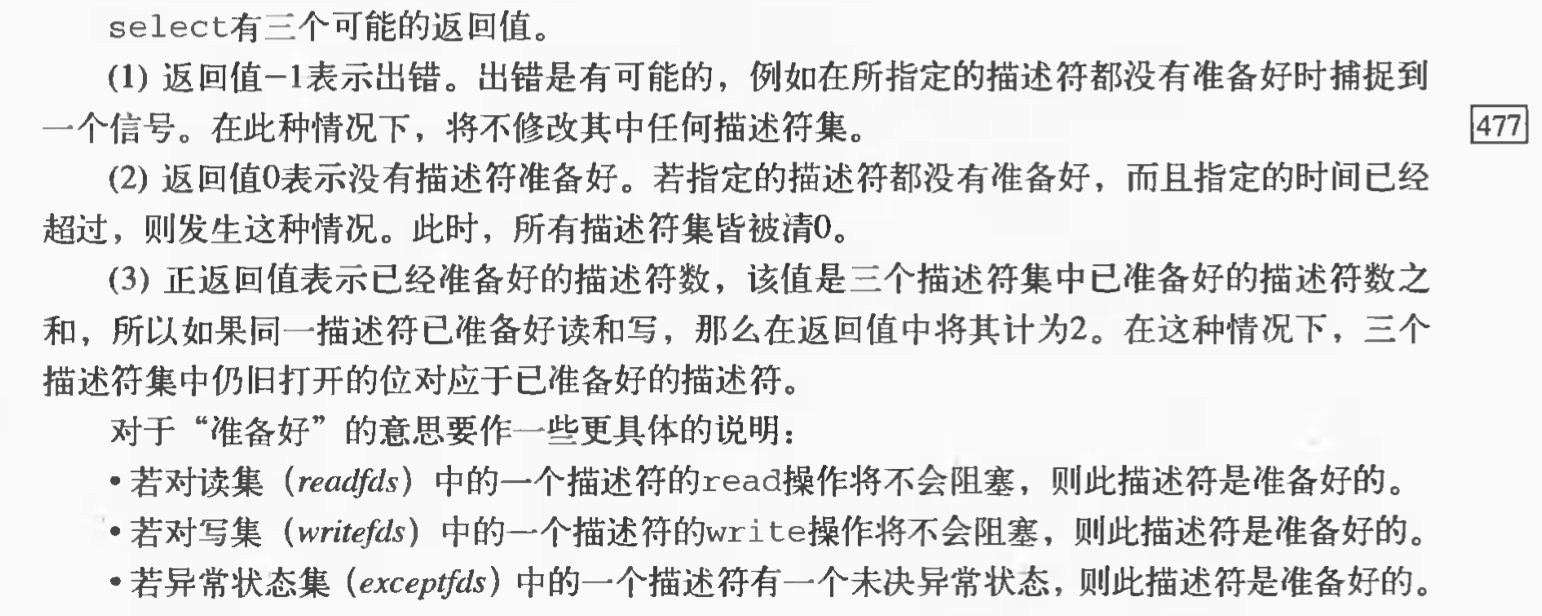 select有三个可能的返回值。
(1) 返回值−1表示出错。出错是有可能的，例如在所指定的描述符都没有准备好时捕捉到
一个信号。在此种情况下，将不修改其中任何描述符集。
477
(2) 返回值0表示没有描述符准备好。若指定的描述符都没有准备好，而且指定的时间已经
超过，则发生这种情况。此时，所有描述符集皆被清0。
(3) 正返回值表示已经准备好的描述符数，该值是三个描述符集中已准备好的描述符数之
和，所以如果同一描述符已准备好读和写，那么在返回值中将其计为2。在这种情况下，三个
描述符集中仍旧打开的位对应于已准备好的描述符。
对于“准备好”的意思要作一些更具体的说明：
•若对读集（readfds）中的一个描述符的read操作将不会阻塞，则此描述符是准备好的。
•若对写集（writefds）中的一个描述符的write操作将不会阻塞，则此描述符是准备好的。
•若异常状态集（exceptfds）中的一个描述符有一个未决异常状态，则此描述符是准备好的。